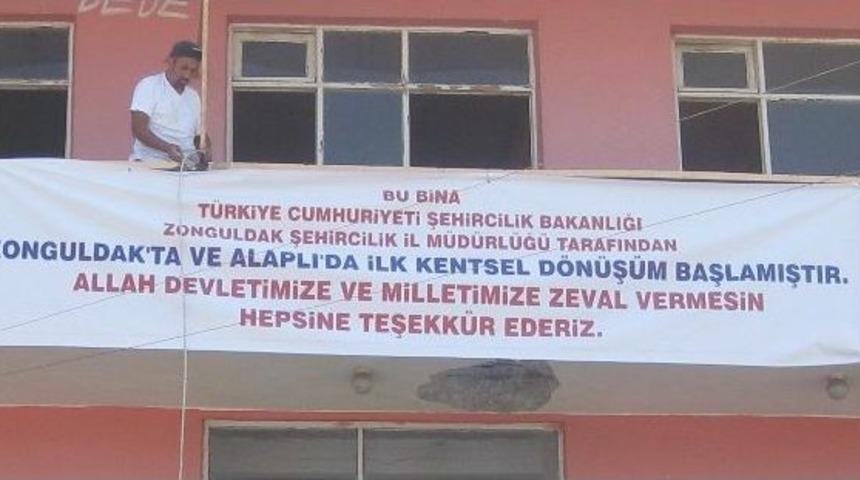 DEDE
BU BİNA
TÜRKİYE CUMHURİYETİ ŞEHİRCİLİK BAKANLIĞI
ZONGULDAK ŞEHİRCİLİK İL MÜDÜRLÜĞÜ TARAFINDAN
ZONGULDAK'TA VE ALAPLI'DA İLK KENTSEL DÖNÜŞÜM BAŞLAMIŞTIR.
ALLAH DEVLETİMİZE VE MİLLETİMİZE ZEVAL VERMESİN
HEPSİNE TEŞEKKÜR EDERİZ.